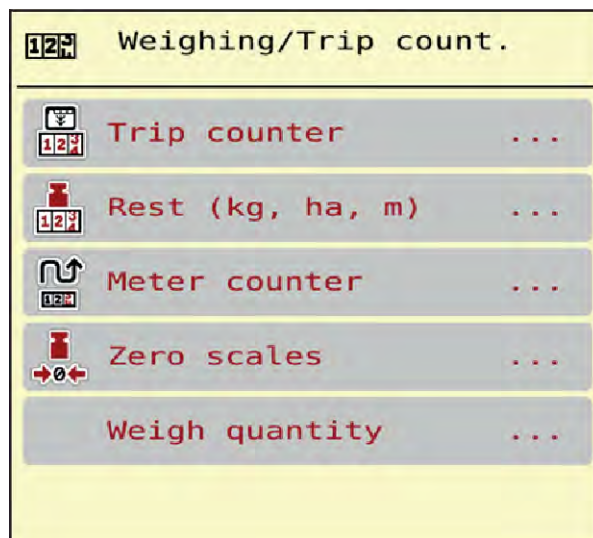 Weighing/Trip count.
Trip counter ...
Rest (kg, ha, m) ...
Meter counter ...
Zero scales ...
Weigh quantity ...